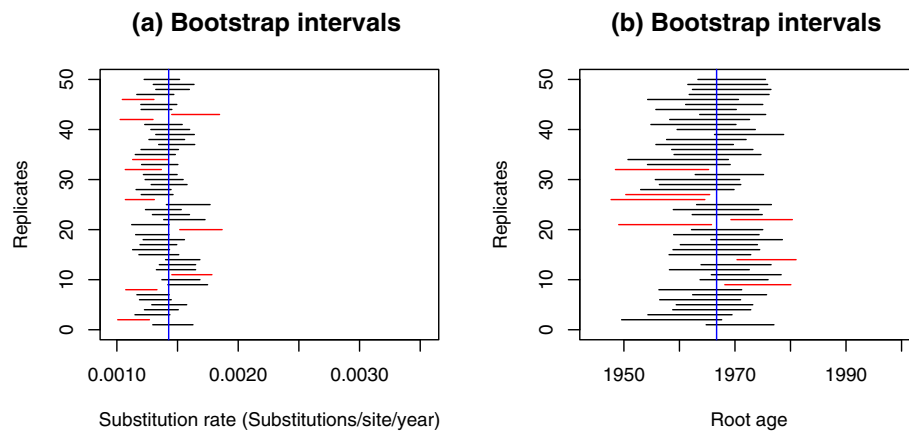 (a) Bootstrap intervals
Replicates
50
40
30
20
10
0
0.0010 0.0020 0.0030
Substitution rate (Substitutions/site/year)
(b) Bootstrap intervals
Replicates
50
40
30
20
10
0
1950 1970 1990
Root age